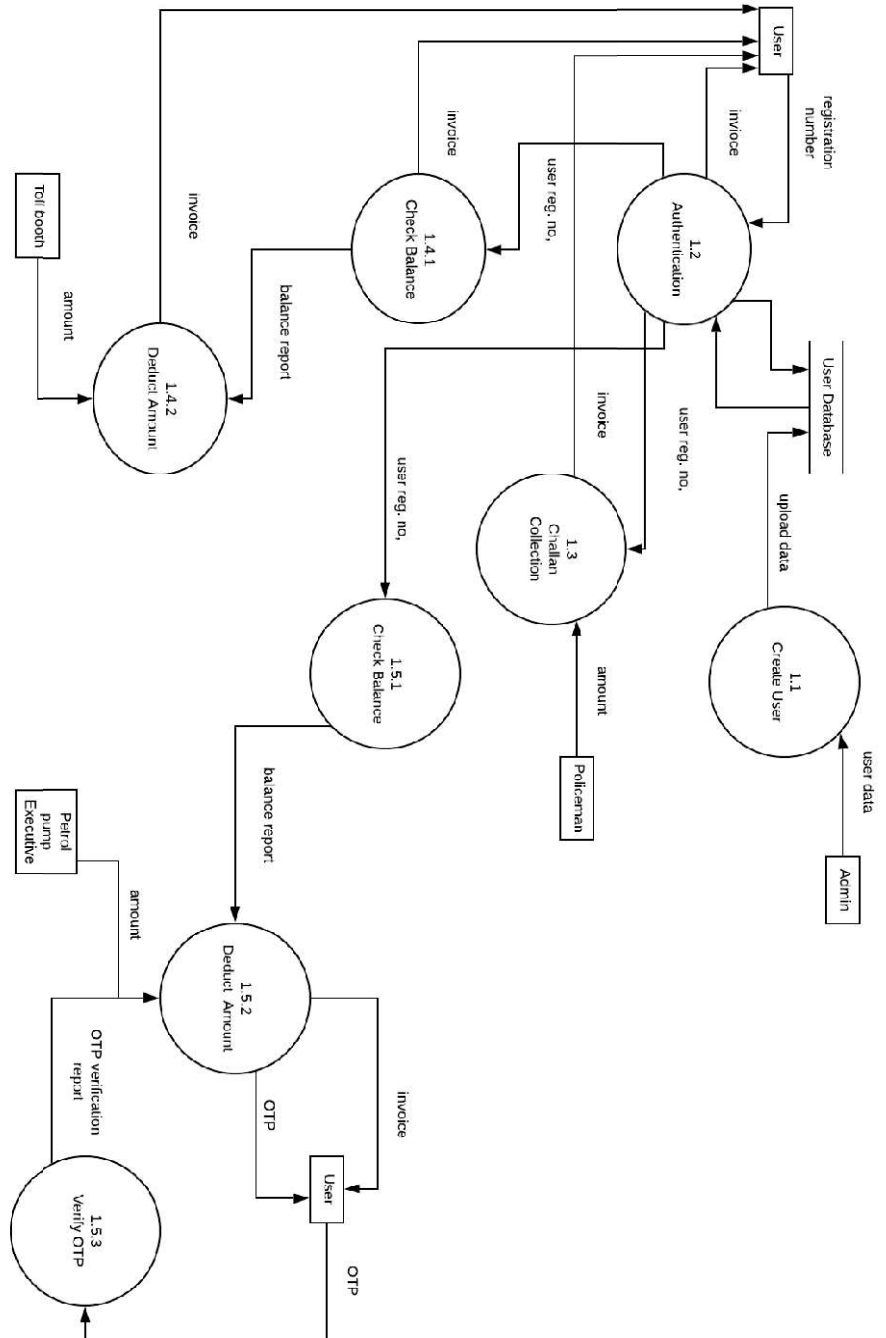 user data
Admin
registration
number
User
User Database
upload data
1.1
Create User
invioce
1.2
Authentication
user reg. no,
invoice
amount
Policeman
1.3
Challan
Collection
user reg. no,
invoice
1.4.1
Check Balance
user reg. no,
1.5.1
Check Balance
balance report
balance report
invoice
invoice
1.4.2
Deduct Amount
1.5.2
Deduct Amount
OTP
User
OTP
Toll booth
amount
amount
Petrol
pump
Executive
OTP verification
report
1.5.3
Verify OTP